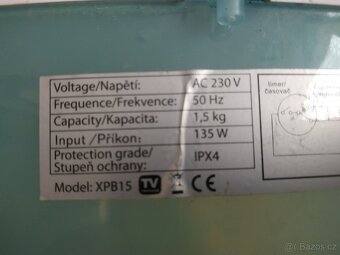 Voltage/Napětí: AC 230 V
Frequence/Frekvence: 50 Hz
Capacity/Kapacita: 1,5 kg
Input /Příkon: 135 W
Protection grade/
Stupeň ochrany: IPX4
Model: XPB15 TV CE
timer/
časovač
Bazoš.cz